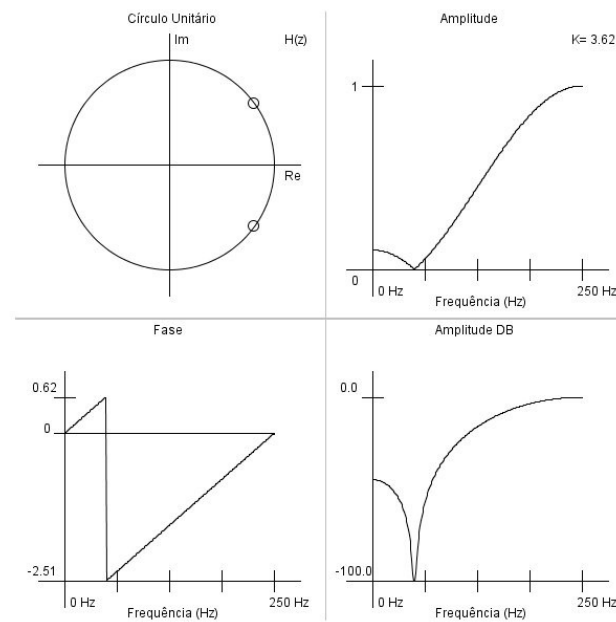 Círculo Unitário
Im
H(z)
Re
Amplitude
K= 3.62
1
0
0 Hz
250 Hz
Frequência (Hz)
Fase
0.62
0
-2.51
0 Hz
250 Hz
Frequência (Hz)
Amplitude DB
0.0
-100.0
0 Hz
250 Hz
Frequência (Hz)